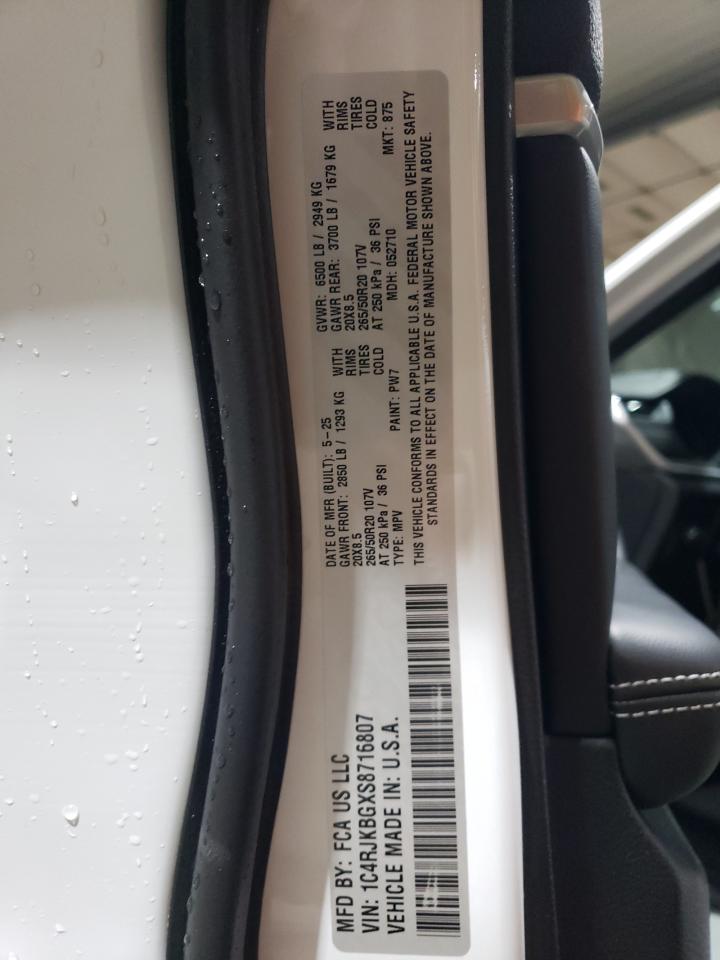 MFD BY: FCA US LLC
VIN: 1C4RJKBGXS8716807
VEHICLE MADE IN: U.S.A.
DATE OF MFR (BUILT): 5-25
GVWR: 6500 LB / 2949 KG
GAWR FRONT: 2850 LB / 1293 KG WITH
GAWR REAR: 3700 LB / 1679 KG WITH
20X8.5 RIMS
20X8.5 RIMS
265/50R20 107V TIRES
265/50R20 107V TIRES
AT 250 kPa / 36 PSI COLD
AT 250 kPa / 36 PSI COLD
TYPE: MPV PAINT: PW7 MDH: 052710 MKT: 875
THIS VEHICLE CONFORMS TO ALL APPLICABLE U.S.A. FEDERAL MOTOR VEHICLE SAFETY
STANDARDS IN EFFECT ON THE DATE OF MANUFACTURE SHOWN ABOVE.